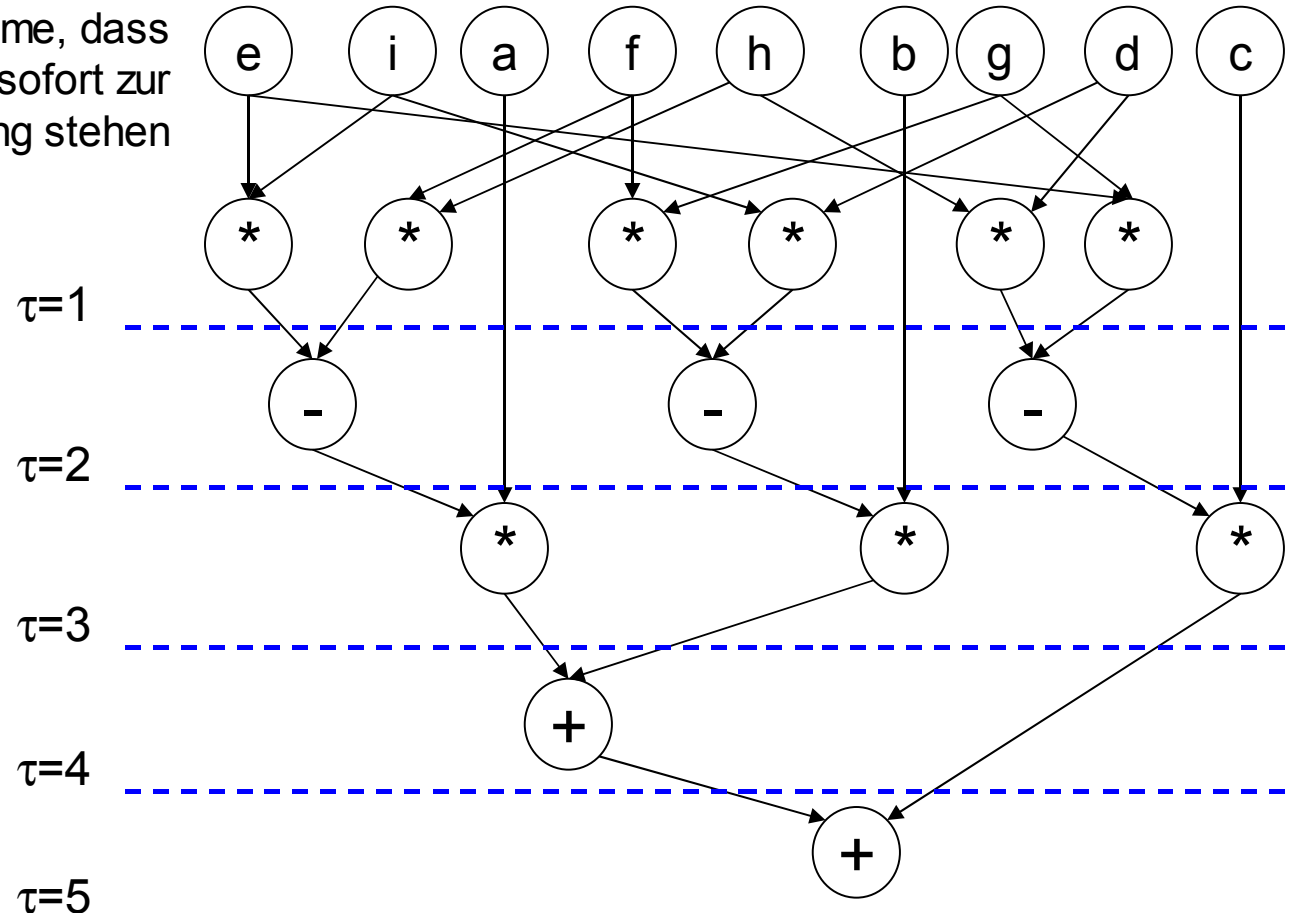 me, dass
sofort zur
ng stehen
e i a f h b g d c
* * * * * *
τ=1
- - -
τ=2
* * *
τ=3
+
τ=4
+
τ=5